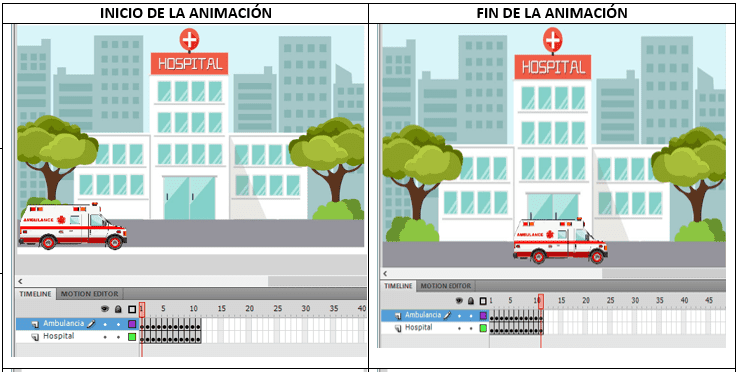 INICIO DE LA ANIMACIÓN
HOSPITAL
AMBULANCE
TIMELINE MOTION EDITOR
1 5 10 15 20 25 30 35 40
Ambulancia
Hospital
FIN DE LA ANIMACIÓN
HOSPITAL
AMBULANCE
TIMELINE MOTION EDITOR
1 5 10 15 20 25 30 35 40 45
Ambulancia
Hospital